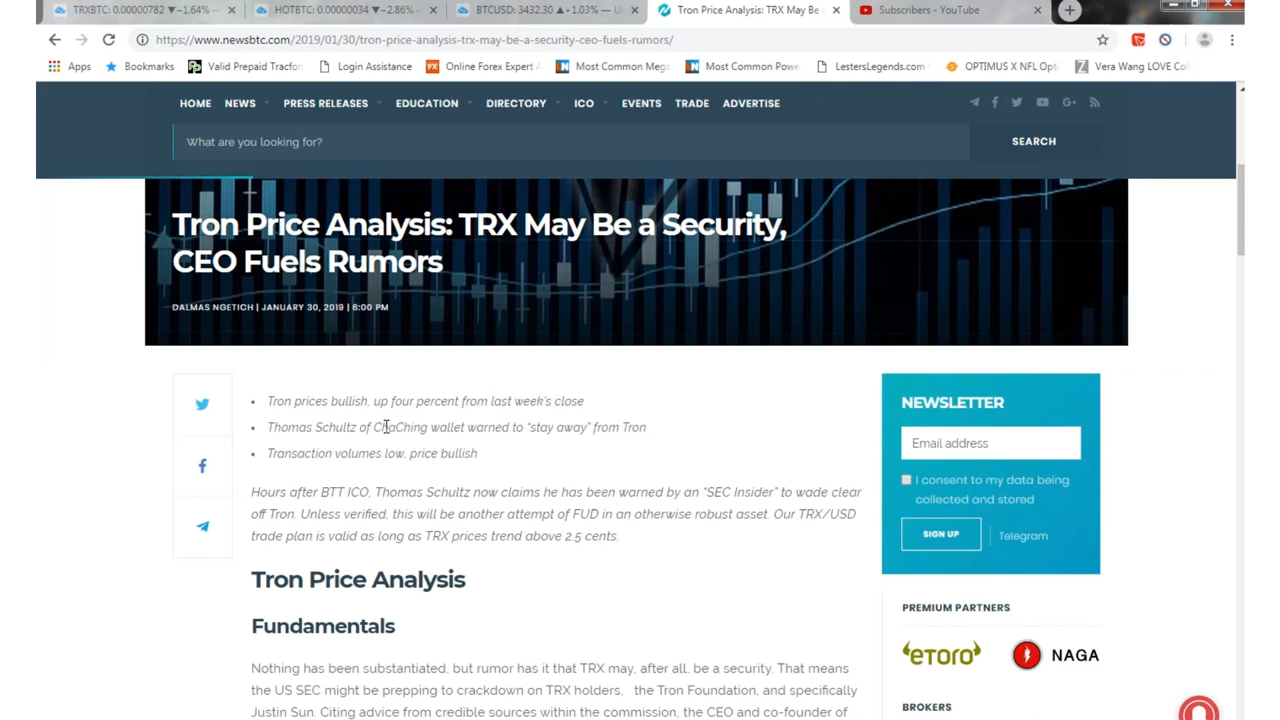 TRXBTC: 0.00000782 ▼−1.64%
HOTBTC: 0.00000034 ▼−2.86%
BTCUSD: 3432.30 ▲+1.03% — U
Tron Price Analysis: TRX May Be
Subscribers - YouTube
https://www.newsbtc.com/2019/01/30/tron-price-analysis-trx-may-be-a-security-ceo-fuels-rumors/
Apps
Bookmarks
Valid Prepaid Tracfon
Login Assistance
Online Forex Expert A
Most Common Mega
Most Common Powe
LestersLegends.com
OPTIMUS X NFL Opti
Vera Wang LOVE Co
HOME NEWS PRESS RELEASES EDUCATION DIRECTORY ICO EVENTS TRADE ADVERTISE
What are you looking for?
SEARCH
Tron Price Analysis: TRX May Be a Security,
CEO Fuels Rumors
DALMAS NGETICH | JANUARY 30, 2019 | 6:00 PM
• Tron prices bullish, up four percent from last week's close
• Thomas Schultz of ChaChing wallet warned to “stay away” from Tron
• Transaction volumes low, price bullish
Hours after BTT ICO, Thomas Schultz now claims he has been warned by an “SEC Insider” to wade clear
off Tron. Unless verified, this will be another attempt of FUD in an otherwise robust asset. Our TRX/USD
trade plan is valid as long as TRX prices trend above 2.5 cents.
Tron Price Analysis
Fundamentals
Nothing has been substantiated, but rumor has it that TRX may, after all, be a security. That means
the US SEC might be prepping to crackdown on TRX holders, the Tron Foundation, and specifically
Justin Sun. Citing advice from credible sources within the commission, the CEO and co-founder of
NEWSLETTER
Email address
I consent to my data being
collected and stored
SIGN UP
Telegram
PREMIUM PARTNERS
eToro
NAGA
BROKERS